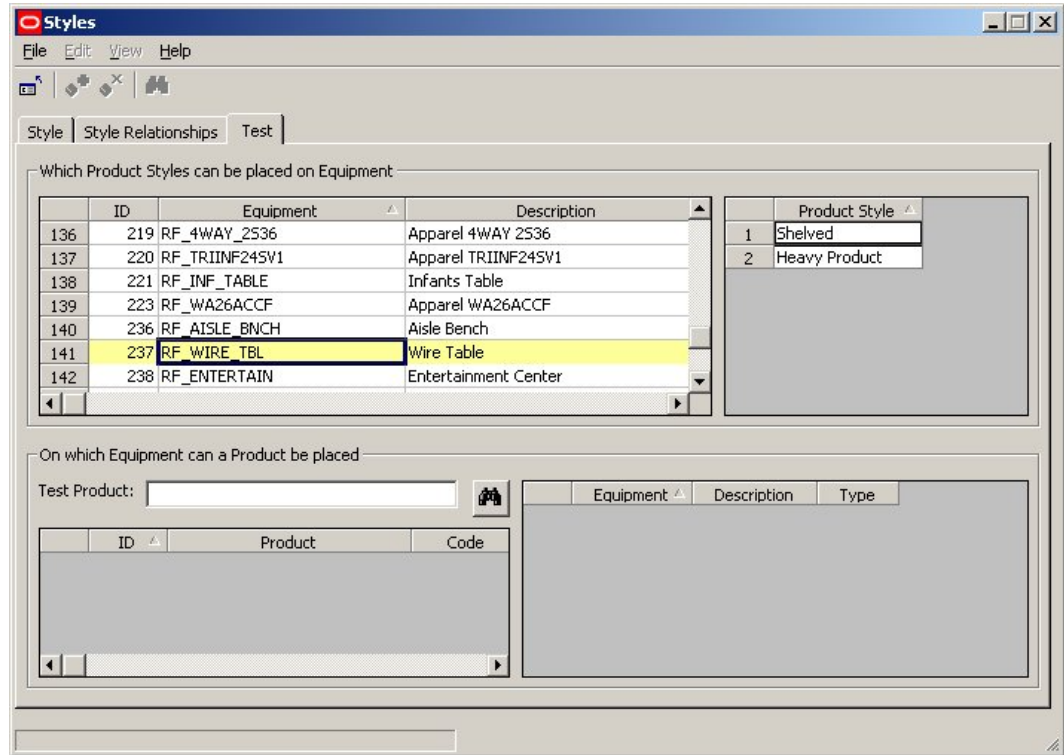 Styles
File Edit View Help
Style Style Relationships Test
Which Product Styles can be placed on Equipment
ID Equipment Description
136 219 RF_4WAY_2536 Apparel 4WAY 2536
137 220 RF_TRIINF24SV1 Apparel TRIINF24SV1
138 221 RF_INF_TABLE Infants Table
139 223 RF_WA26ACCF Apparel WA26ACCF
140 236 RF_AISLE_BNCH Aisle Bench
141 237 RF_WIRE_TBL Wire Table
142 238 RF_ENTERTAIN Entertainment Center
Product Style
1 Shelved
2 Heavy Product
On which Equipment can a Product be placed
Test Product:
ID Product Code
Equipment Description Type